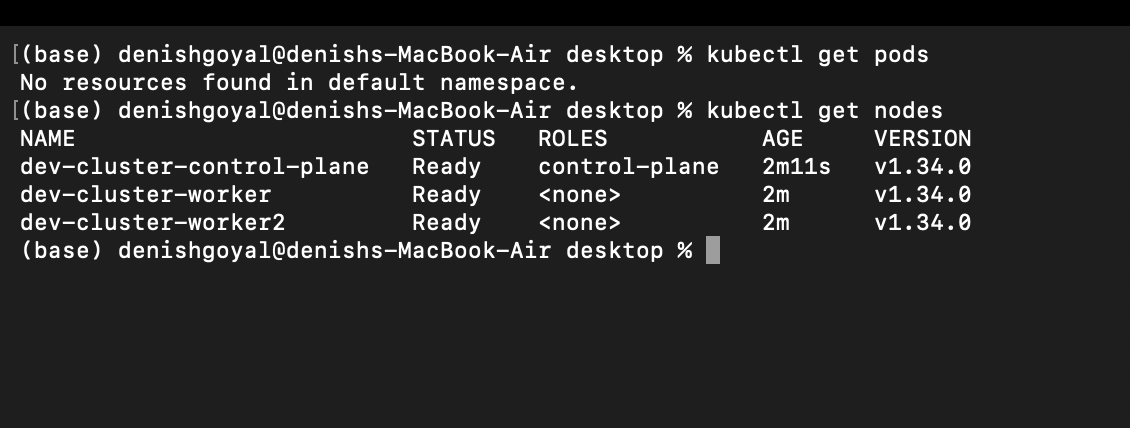 [(base) denishgoyal@denishs-MacBook-Air desktop % kubectl get pods
No resources found in default namespace.
[(base) denishgoyal@denishs-MacBook-Air desktop % kubectl get nodes
NAME                        STATUS   ROLES           AGE     VERSION
dev-cluster-control-plane   Ready    control-plane   2m11s   v1.34.0
dev-cluster-worker          Ready    <none>          2m      v1.34.0
dev-cluster-worker2         Ready    <none>          2m      v1.34.0
(base) denishgoyal@denishs-MacBook-Air desktop %